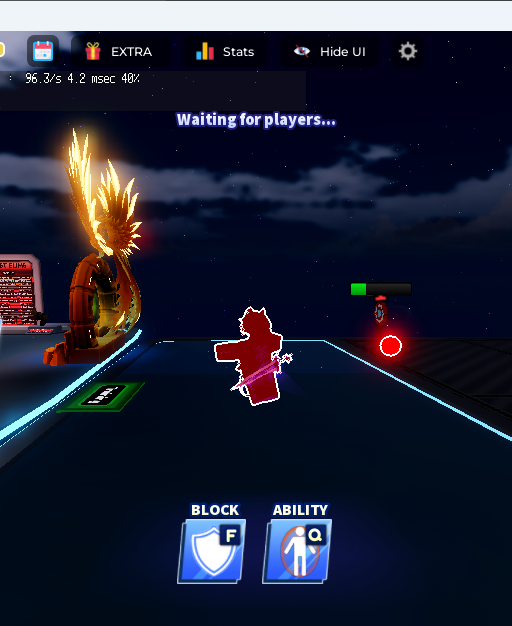 EXTRA
Stats
Hide UI
: 96.3/s 4.2 msec 40%
Waiting for players...
BLOCK
ABILITY
F
Q